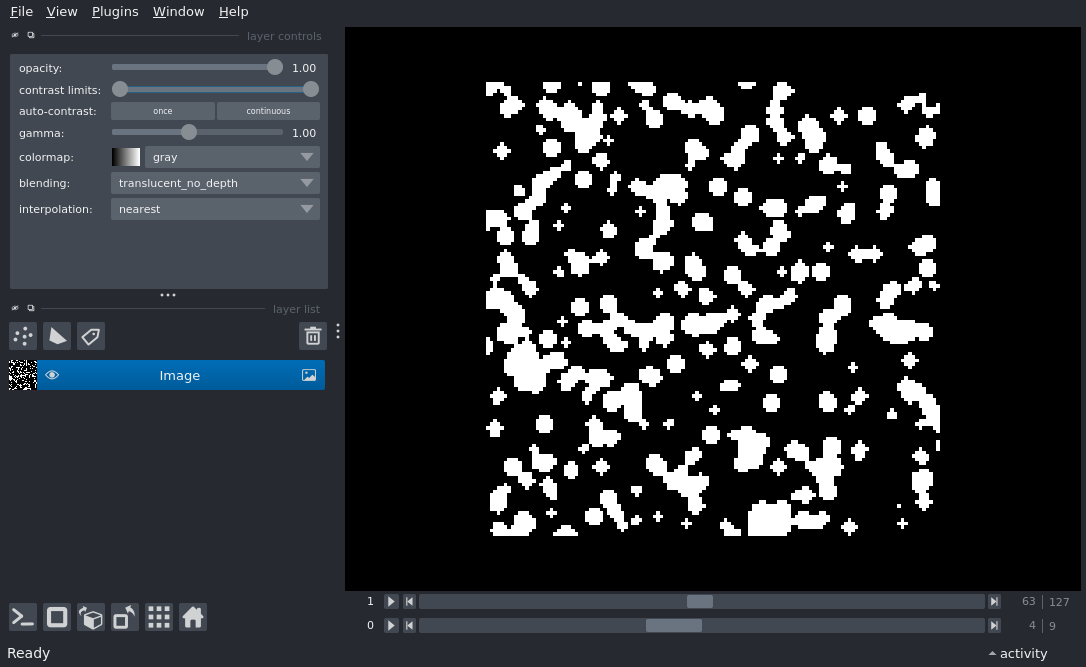 File View Plugins Window Help
layer controls
opacity: 1.00
contrast limits:
auto-contrast: once continuous
gamma: 1.00
colormap: gray
blending: translucent_no_depth
interpolation: nearest
layer list
Image
1 63 127
0 4 9
Ready activity